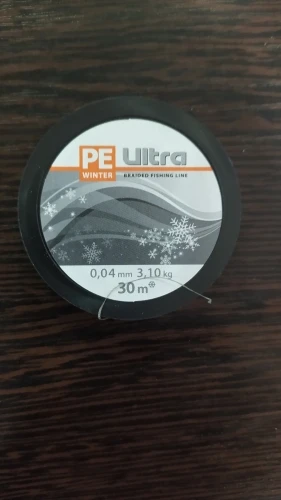 PE Ultra
WINTER BRAIDED FISHING LINE
0,04 mm 3,10 kg
30 m